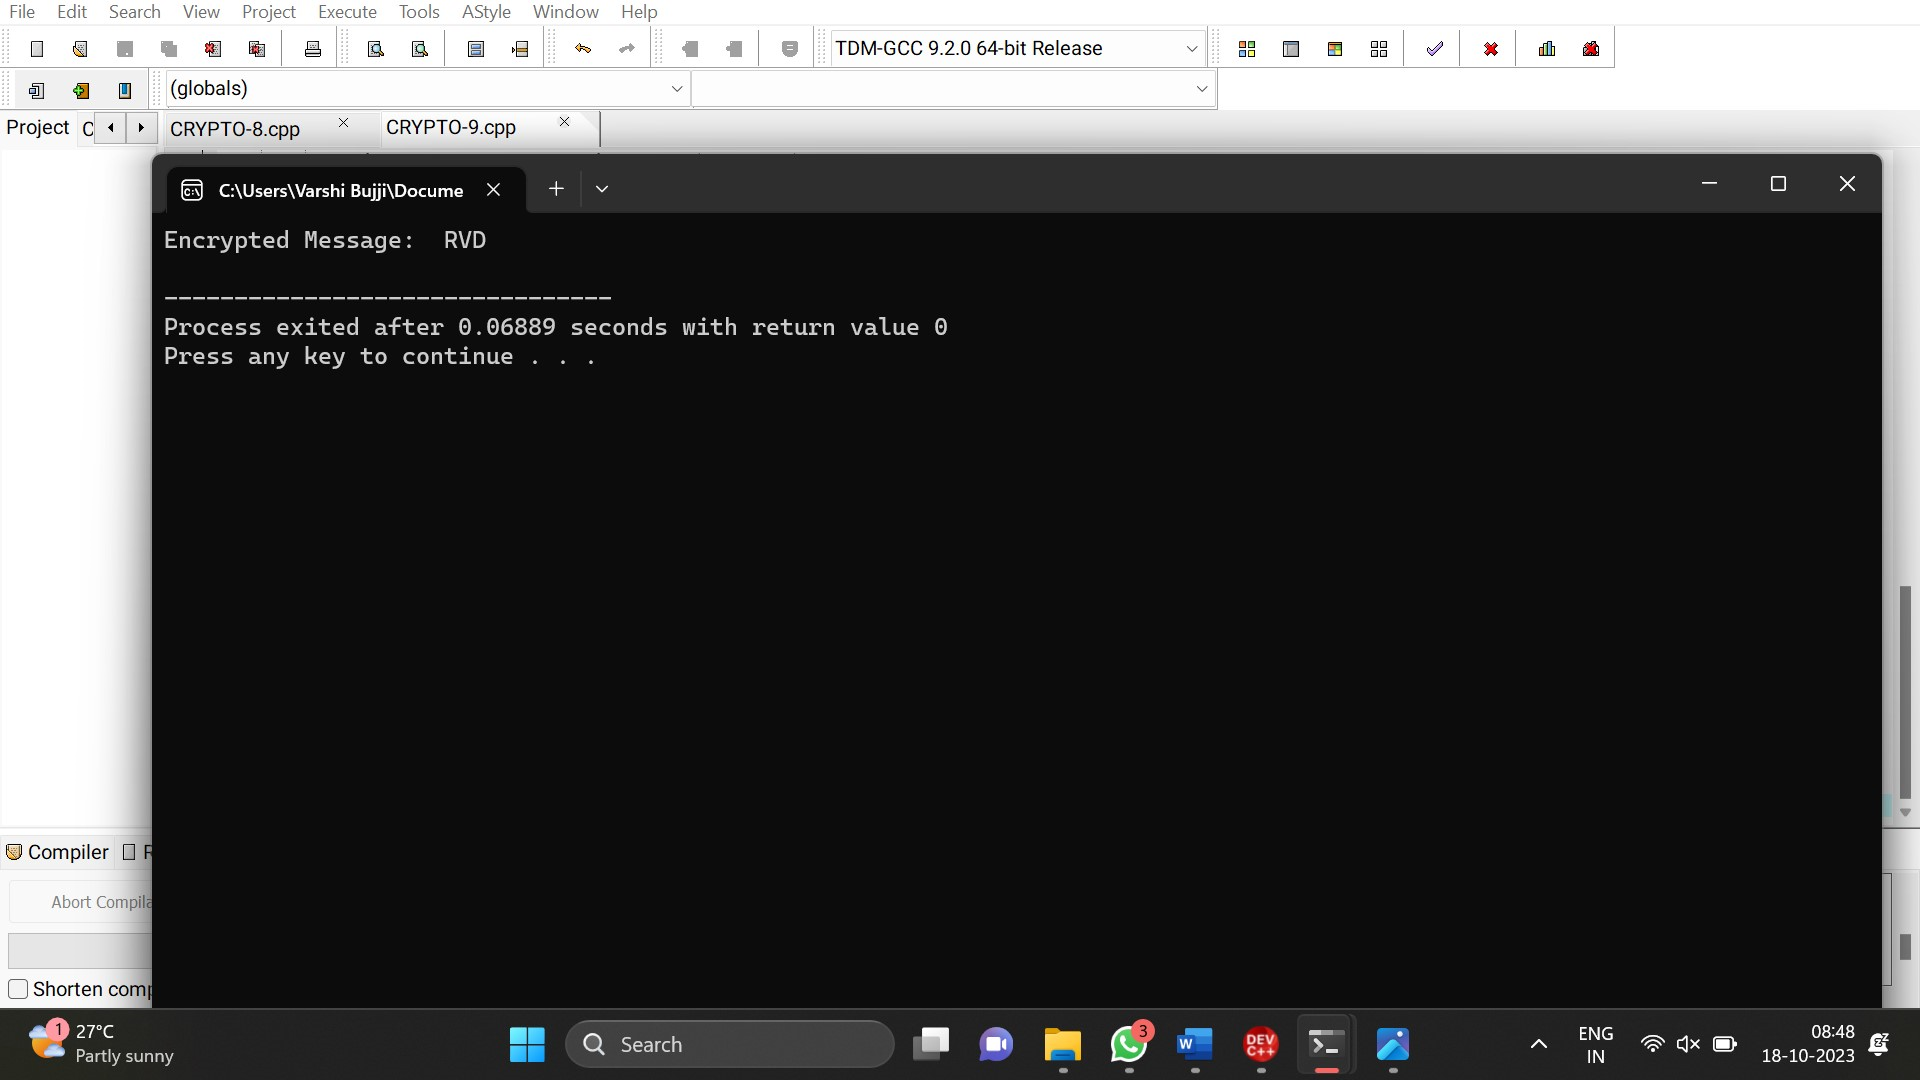 File Edit Search View Project Execute Tools AStyle Window Help
TDM-GCC 9.2.0 64-bit Release
(globals)
Project C CRYPTO-8.cpp CRYPTO-9.cpp
C:\Users\Varshi Bujji\Docume
Encrypted Message:  RVD
--------------------------------
Process exited after 0.06889 seconds with return value 0
Press any key to continue . . .
Compiler R
Abort Compila
Shorten comp
1 27°C
Partly sunny
Search
3
W
DEV
C++
ENG
IN
08:48
18-10-2023